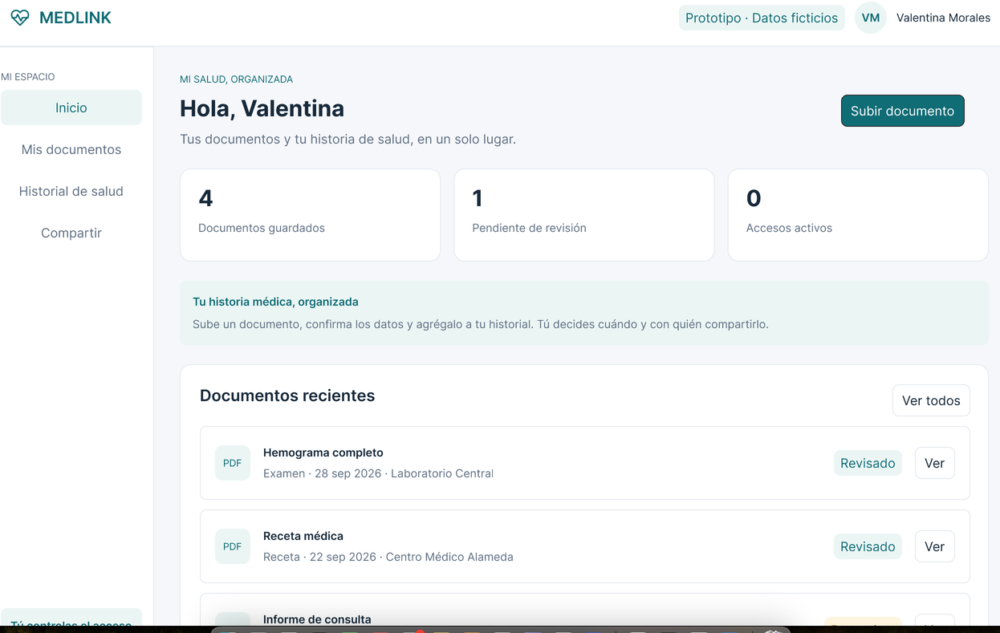 MEDLINK
Prototipo · Datos ficticios
VM
Valentina Morales
MI ESPACIO
Inicio
Mis documentos
Historial de salud
Compartir
MI SALUD, ORGANIZADA
Hola, Valentina
Tus documentos y tu historia de salud, en un solo lugar.
Subir documento
4
Documentos guardados
1
Pendiente de revisión
0
Accesos activos
Tu historia médica, organizada
Sube un documento, confirma los datos y agrégalo a tu historial. Tú decides cuándo y con quién compartirlo.
Documentos recientes
Ver todos
PDF
Hemograma completo
Examen · 28 sep 2026 · Laboratorio Central
Revisado
Ver
PDF
Receta médica
Receta · 22 sep 2026 · Centro Médico Alameda
Revisado
Ver
Informe de consulta
Tú controlas el acceso